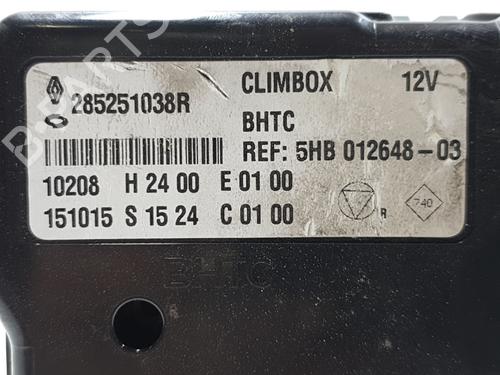 285251038R
CLIMBOX 12V
BHTC
REF: 5HB 012648-03
10208 H 24 00 E 01 00
151015 S 15 24 C 01 00
R
740
BHTC